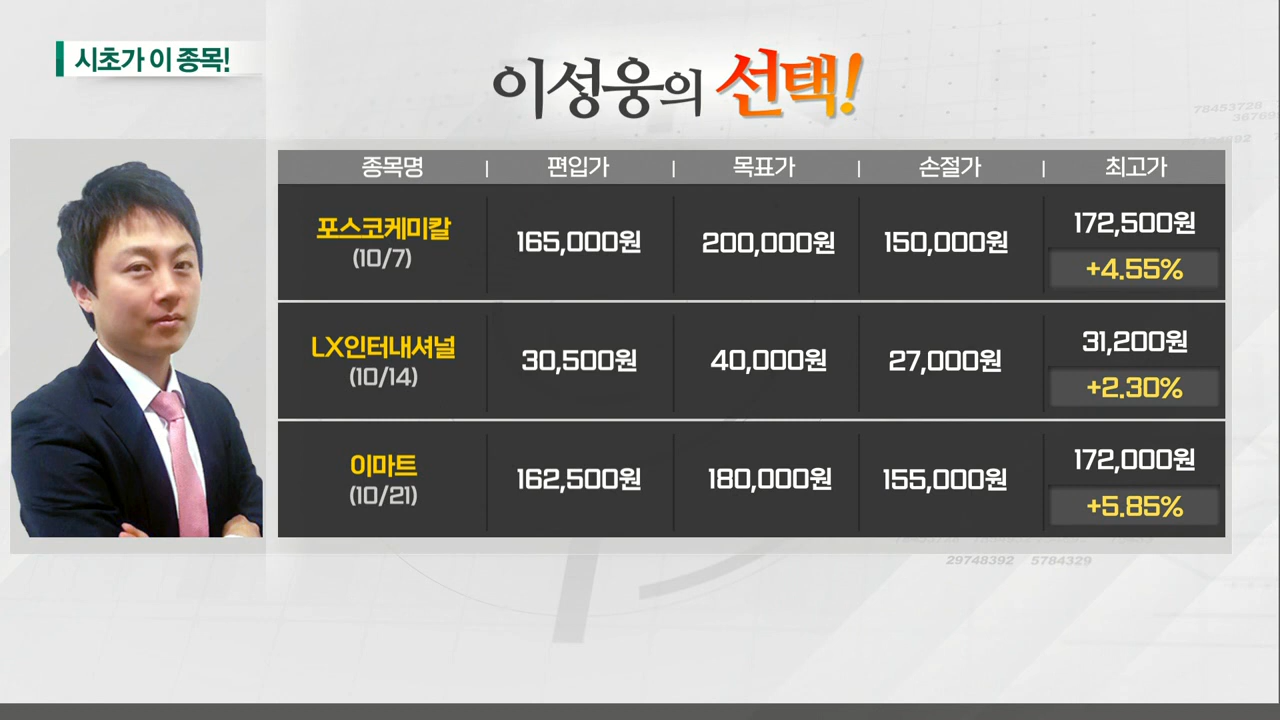 시초가 이 종목!
이성웅의 선택!
종목명 | 편입가 | 목표가 | 손절가 | 최고가
포스코케미칼 (10/7) 165,000원 200,000원 150,000원 172,500원 +4.55%
LX인터내셔널 (10/14) 30,500원 40,000원 27,000원 31,200원 +2.30%
이마트 (10/21) 162,500원 180,000원 155,000원 172,000원 +5.85%
78453728
29748392 5784329